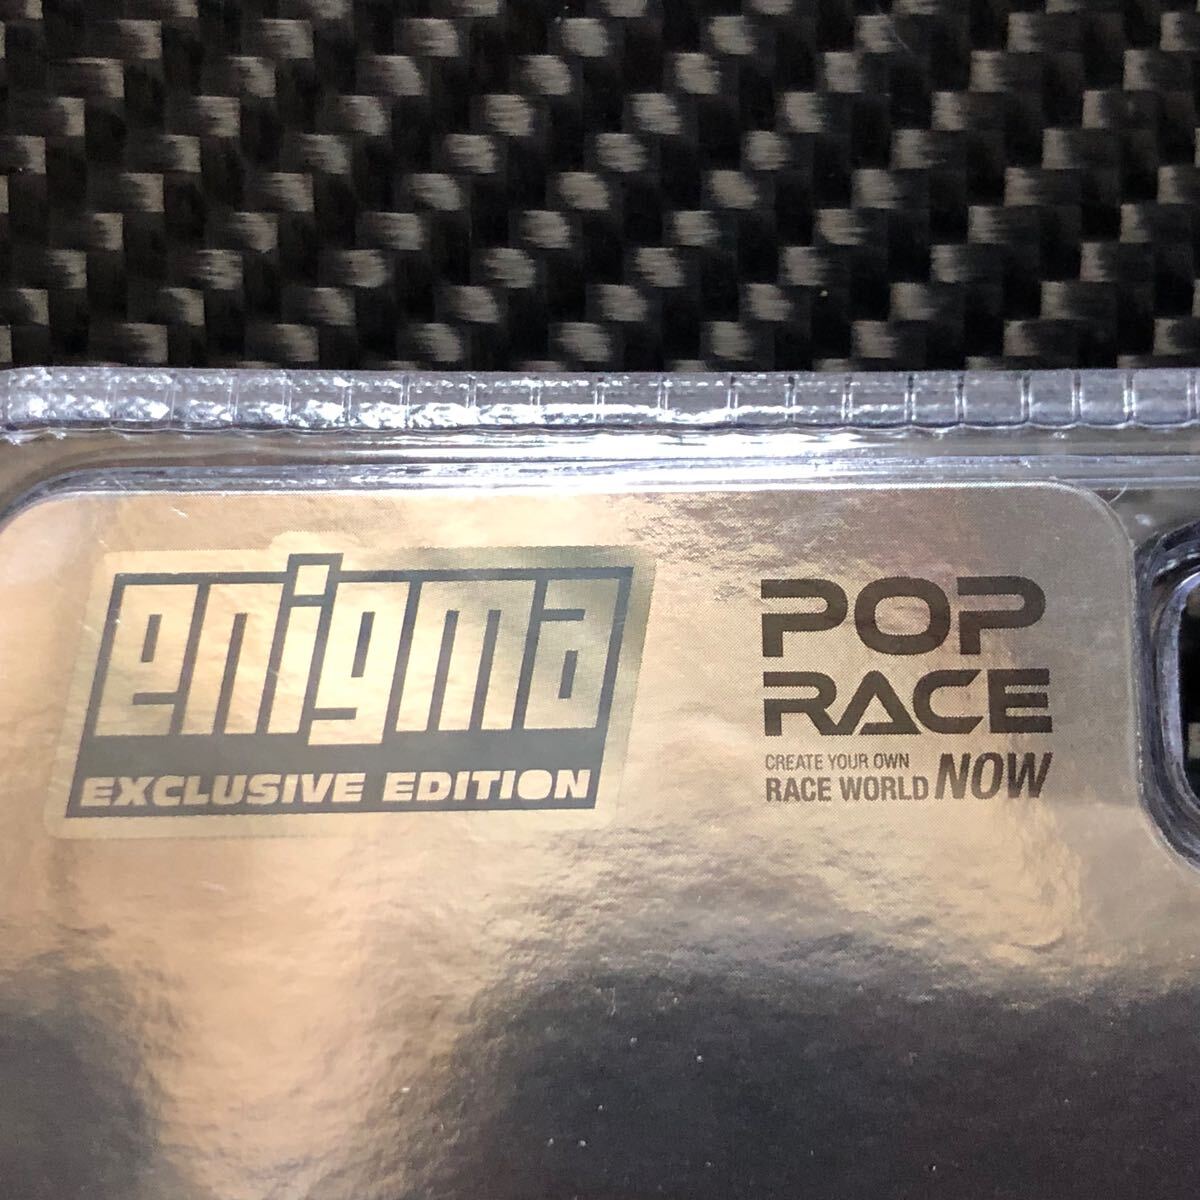 enigma
EXCLUSIVE EDITION
POP
RACE
CREATE YOUR OWN
RACE WORLD NOW